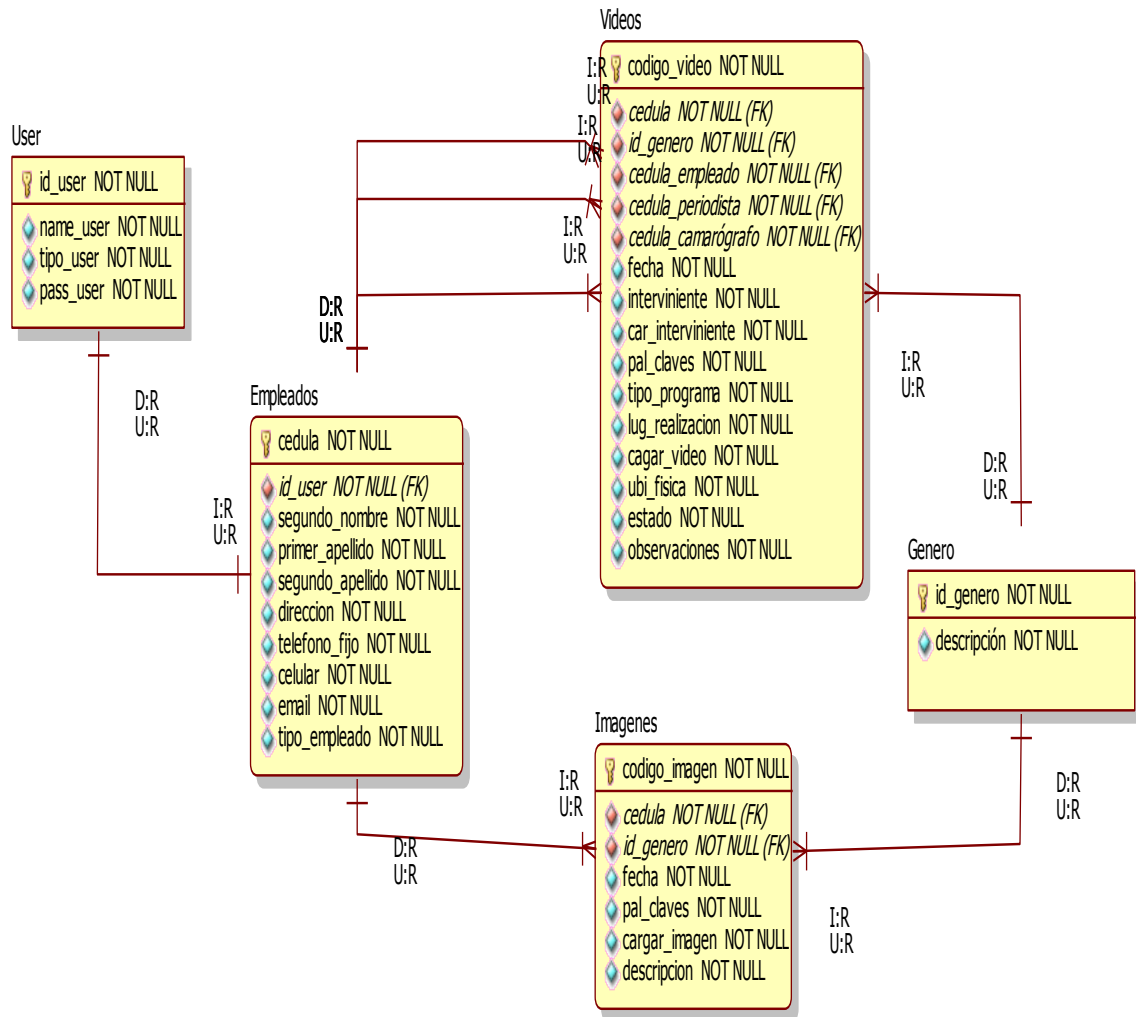 Videos
codigo_video NOT NULL
cedula NOT NULL (FK)
id_genero NOT NULL (FK)
cedula_empleado NOT NULL (FK)
cedula_periodista NOT NULL (FK)
cedula_camarógrafo NOT NULL (FK)
fecha NOT NULL
interviniente NOT NULL
car_interviniente NOT NULL
pal_claves NOT NULL
tipo_programa NOT NULL
lug_realizacion NOT NULL
cagar_video NOT NULL
ubi_fisica NOT NULL
estado NOT NULL
observaciones NOT NULL
I:R
U:R
I:R
U:R
I:R
U:R
User
id_user NOT NULL
name_user NOT NULL
tipo_user NOT NULL
pass_user NOT NULL
D:R
U:R
D:R
U:R
I:R
U:R
Empleados
cedula NOT NULL
id_user NOT NULL (FK)
segundo_nombre NOT NULL
primer_apellido NOT NULL
segundo_apellido NOT NULL
direccion NOT NULL
telefono_fijo NOT NULL
celular NOT NULL
email NOT NULL
tipo_empleado NOT NULL
I:R
U:R
D:R
U:R
Genero
id_genero NOT NULL
descripción NOT NULL
D:R
U:R
I:R
U:R
Imagenes
codigo_imagen NOT NULL
cedula NOT NULL (FK)
id_genero NOT NULL (FK)
fecha NOT NULL
pal_claves NOT NULL
cargar_imagen NOT NULL
descripcion NOT NULL
I:R
U:R
D:R
U:R